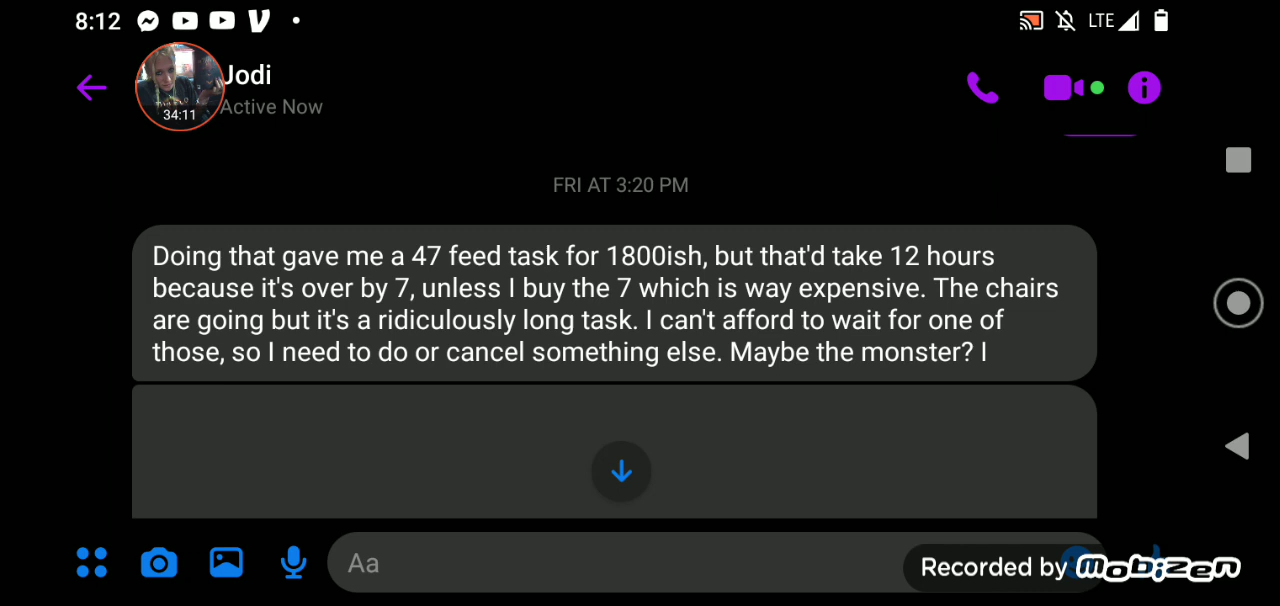 8:12
LTE
Jodi
Active Now
34:11
FRI AT 3:20 PM
Doing that gave me a 47 feed task for 1800ish, but that'd take 12 hours
because it's over by 7, unless I buy the 7 which is way expensive. The chairs
are going but it's a ridiculously long task. I can't afford to wait for one of
those, so I need to do or cancel something else. Maybe the monster? I
Aa
Recorded by Mobizen